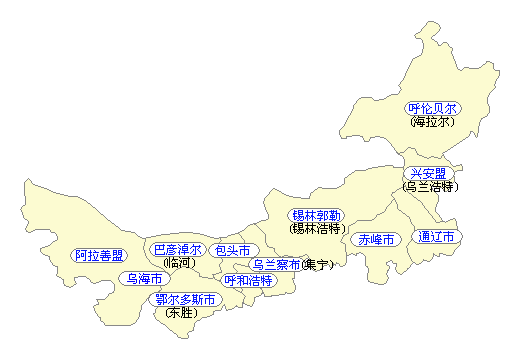 呼伦贝尔
(海拉尔)
兴安盟
(乌兰浩特)
锡林郭勒
(锡林浩特)
赤峰市
通辽市
阿拉善盟
巴彦淖尔
(临河)
包头市
乌兰察布(集宁)
乌海市
呼和浩特
鄂尔多斯市
(东胜)